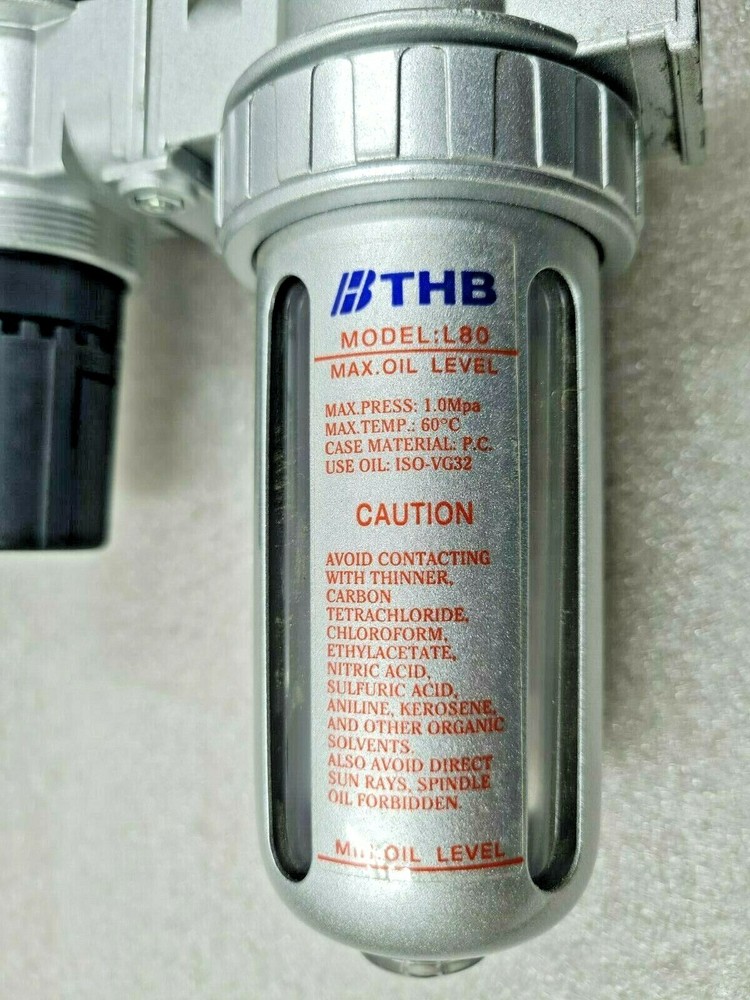 THB
MODEL:L80
MAX.OIL LEVEL
MAX.PRESS: 1.0Mpa
MAX.TEMP.: 60°C
CASE MATERIAL: P.C.
USE OIL: ISO-VG32
CAUTION
AVOID CONTACTING
WITH THINNER,
CARBON
TETRACHLORIDE,
CHLOROFORM,
ETHYLACETATE,
NITRIC ACID,
SULFURIC ACID,
ANILINE, KEROSENE,
AND OTHER ORGANIC
SOLVENTS.
ALSO AVOID DIRECT
SUN RAYS, SPINDLE
OIL FORBIDDEN.
MIN.OIL LEVEL